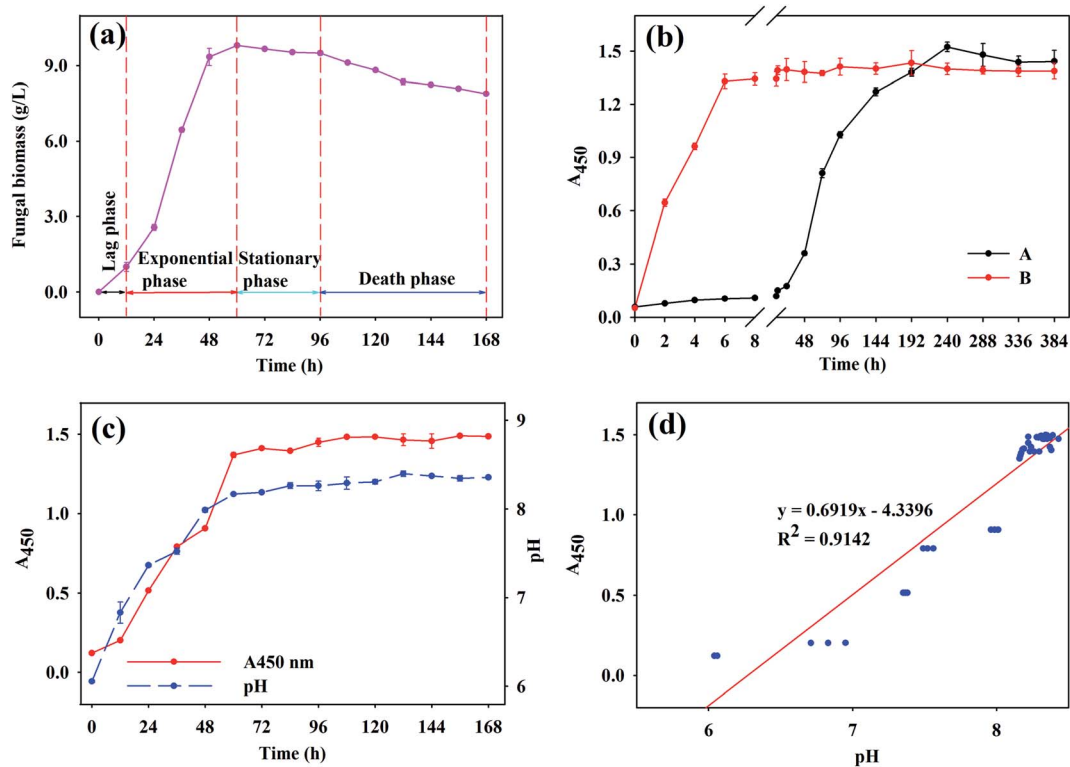 (a)
Fungal biomass (g/L)
9.0
6.0
3.0
0.0
Lag phase
Exponential
phase
Stationary
phase
Death phase
0 24 48 72 96 120 144 168
Time (h)
(b)
A450
1.5
1.2
0.9
0.6
0.3
0.0
A
B
0 2 4 6 8 48 96 144 192 240 288 336 384
Time (h)
(c)
A450
1.5
1.0
0.5
0.0
9
8
7
6
pH
A450 nm
pH
0 24 48 72 96 120 144 168
Time (h)
(d)
A450
1.5
1.0
0.5
0.0
y = 0.6919x - 4.3396
R² = 0.9142
6 7 8
pH